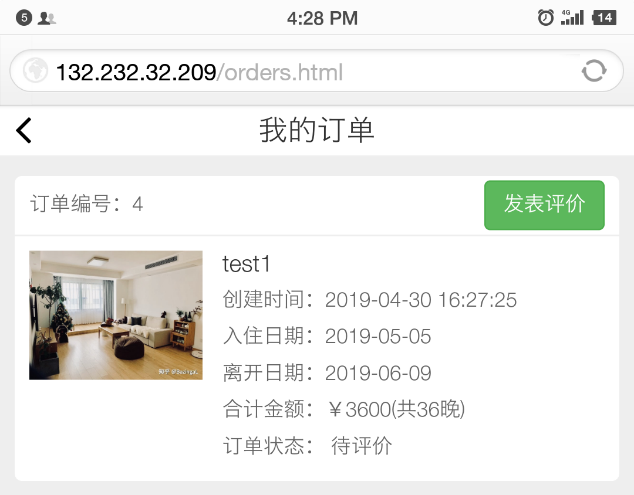 5
4:28 PM
4G
14
132.232.32.209/orders.html
我的订单
订单编号：4
发表评价
test1
创建时间：2019-04-30 16:27:25
入住日期：2019-05-05
离开日期：2019-06-09
合计金额：￥3600(共36晚)
订单状态： 待评价